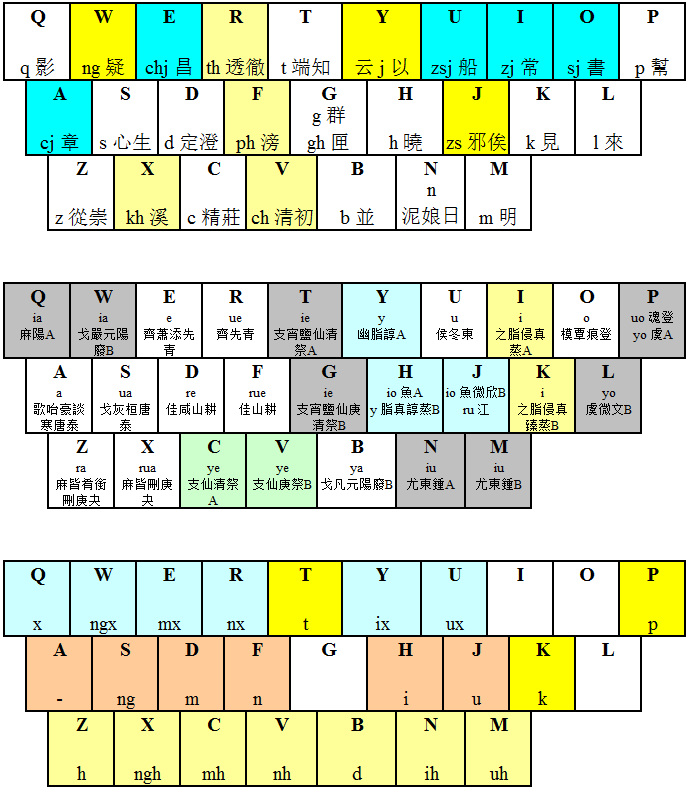 Q W E R T Y U I O P
q 影 ng 疑 chj 昌 th 透徹 t 端知 云 j 以 zsj 船 zj 常 sj 書 p 幫
A S D F G H J K L
g 群
cj 章 s 心生 d 定澄 ph 滂 gh 匣 h 曉 zs 邪俟 k 見 l 來
Z X C V B N M
n
z 從崇 kh 溪 c 精莊 ch 清初 b 並 泥娘日 m 明
Q W E R T Y U I O P
ia ia e ue ie y u i o uo 魂登
麻陽A 戈嚴元陽 齊蕭添先 齊先青 支宵鹽仙清 幽脂諄A 侯冬東 之脂侵真 模覃痕登 yo 虞A
廢B 青 祭A 蒸A
A S D F G H J K L
a ua re rue ie io 魚A io 魚微欣B i yo
歌咍豪談 戈灰桓唐 佳咸山耕 佳山耕 支宵鹽仙庚 y 脂真諄蒸B ru 江 之脂侵真 虞微文B
寒唐泰 泰 清祭B 臻蒸B
Z X C V B N M
ra rua ye ye ya iu iu
麻皆肴銜 麻皆刪庚 支仙清祭 支仙庚祭B 戈凡元陽廢B 尤東鍾A 尤東鍾B
刪庚夬 夬 A
Q W E R T Y U I O P
x ngx mx nx t ix ux p
A S D F G H J K L
- ng m n i u k
Z X C V B N M
h ngh mh nh d ih uh